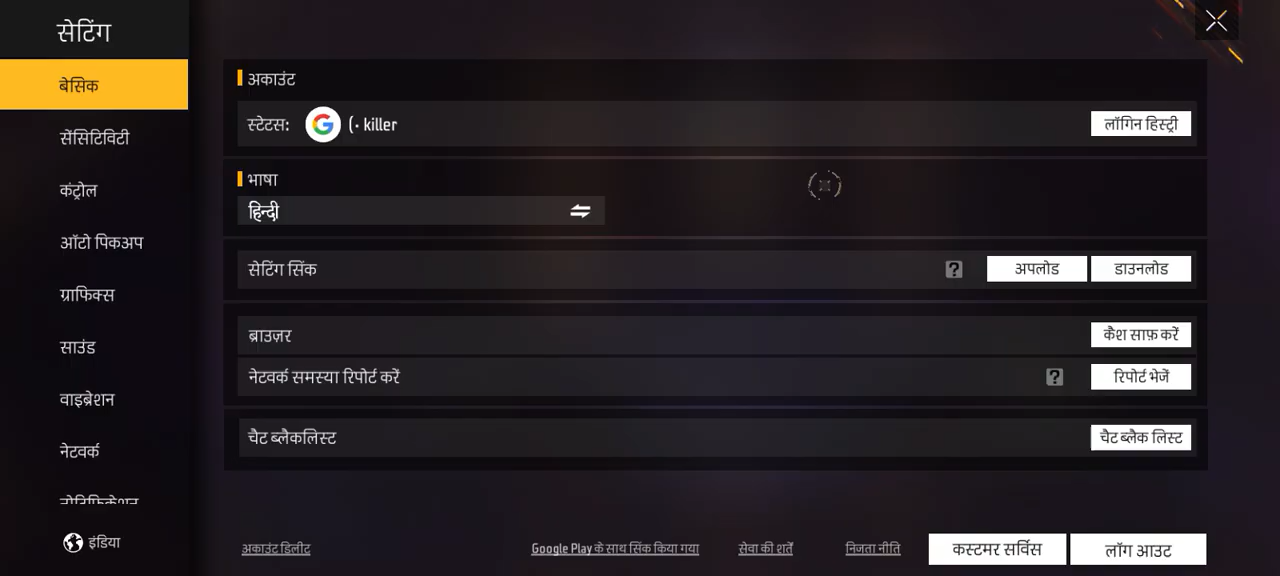 सेटिंग
बेसिक
सेंसिटिविटी
कंट्रोल
ऑटो पिकअप
ग्राफिक्स
साउंड
वाइब्रेशन
नेटवर्क
नोटिफिकेशन
इंडिया
अकाउंट
स्टेटस: (· killer लॉगिन हिस्ट्री
भाषा
हिन्दी
सेटिंग सिंक ? अपलोड डाउनलोड
ब्राउज़र कैश साफ़ करें
नेटवर्क समस्या रिपोर्ट करें ? रिपोर्ट भेजें
चैट ब्लैकलिस्ट चैट ब्लैक लिस्ट
अकाउंट डिलीट Google Play के साथ सिंक किया गया सेवा की शर्तें निजता नीति कस्टमर सर्विस लॉग आउट